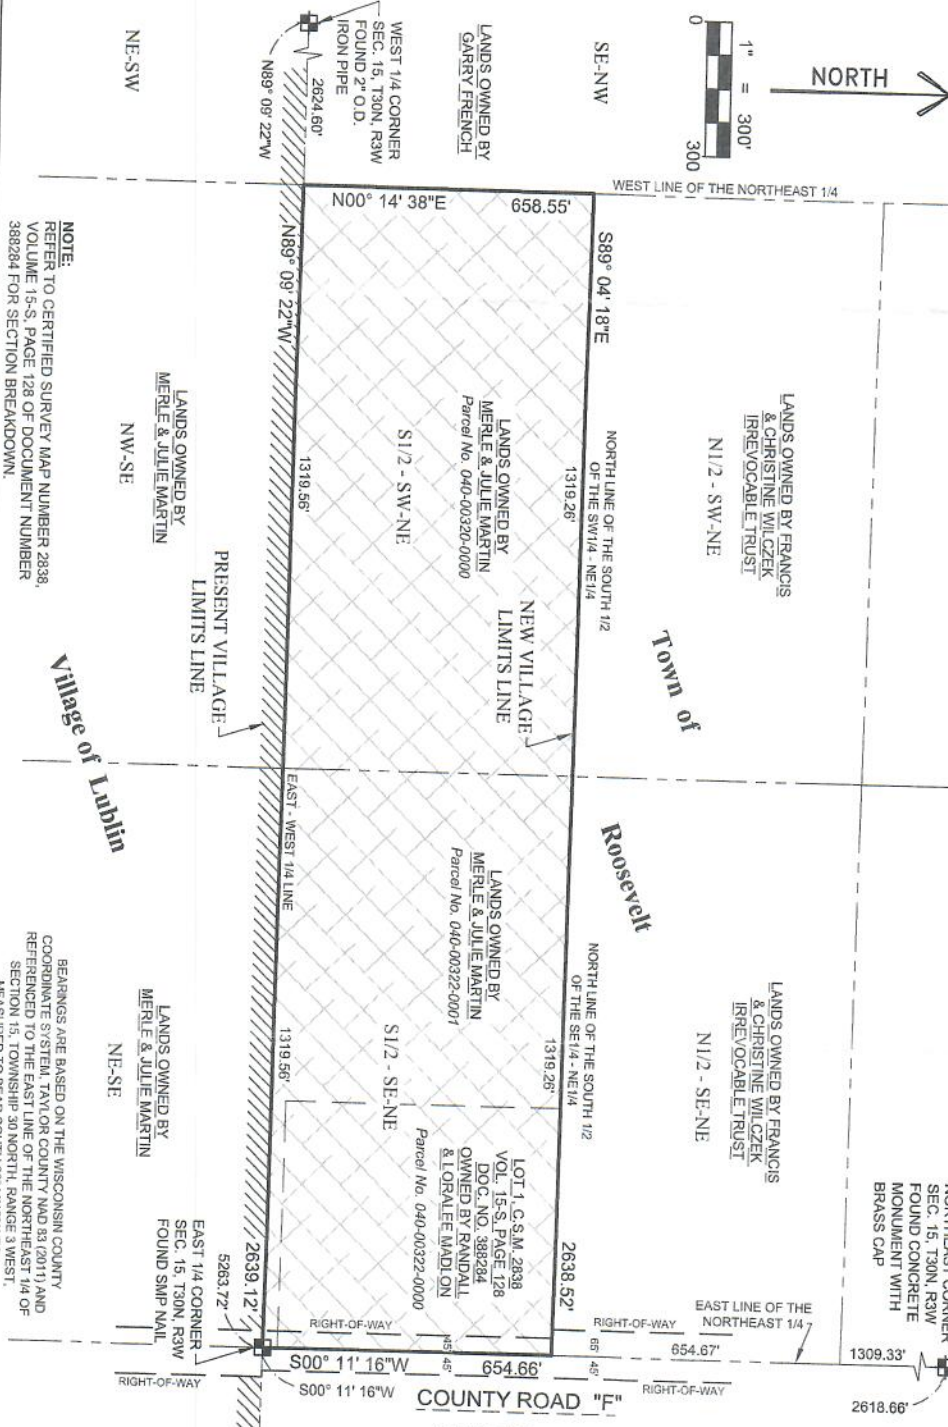 NORTH
1" = 300'
0
300
SE-NW
LANDS OWNED BY
GARRY FRENCH
WEST 1/4 CORNER
SEC. 15, T30N, R3W
FOUND 2" O.D.
IRON PIPE
2624.60'
N89° 09' 22"W
NE-SW
WEST LINE OF THE NORTHEAST 1/4
N00° 14' 38"E
658.55'
S89° 04' 18"E
N89° 09' 22"W
LANDS OWNED BY FRANCIS
& CHRISTINE WILCZEK
IRREVOCABLE TRUST
N1/2 - SW-NE
NORTH LINE OF THE SOUTH 1/2
OF THE SW1/4 - NE1/4
1319.26'
LANDS OWNED BY
MERLE & JULIE MARTIN
Parcel No. 040-00320-0000
S1/2 - SW-NE
1319.56'
LANDS OWNED BY
MERLE & JULIE MARTIN
NW-SE
NOTE:
REFER TO CERTIFIED SURVEY MAP NUMBER 2838,
VOLUME 15-S, PAGE 128 OF DOCUMENT NUMBER
388284 FOR SECTION BREAKDOWN.
NEW VILLAGE
LIMITS LINE
PRESENT VILLAGE
LIMITS LINE
Town of
Roosevelt
Village of Lublin
EAST - WEST 1/4 LINE
LANDS OWNED BY FRANCIS
& CHRISTINE WILCZEK
IRREVOCABLE TRUST
N1/2 - SE-NE
NORTH LINE OF THE SOUTH 1/2
OF THE SE1/4 - NE1/4
1319.26'
LANDS OWNED BY
MERLE & JULIE MARTIN
Parcel No. 040-00322-0001
S1/2 - SE-NE
1319.56'
LANDS OWNED BY
MERLE & JULIE MARTIN
NE-SE
BEARINGS ARE BASED ON THE WISCONSIN COUNTY
COORDINATE SYSTEM, TAYLOR COUNTY NAD 83 (2011) AND
REFERENCED TO THE EAST LINE OF THE NORTHEAST 1/4 OF
SECTION 15, TOWNSHIP 30 NORTH, RANGE 3 WEST,
LOT 1, C.S.M. 2838
VOL. 15-S, PAGE 128
DOC. NO. 388284
OWNED BY RANDALL
& LORALEE MADLON
Parcel No. 040-00322-0000
2638.52'
2639.12'
5263.72'
EAST 1/4 CORNER
SEC. 15, T30N, R3W
FOUND SMP NAIL
NORTHEAST CORNER
SEC. 15, T30N, R3W
FOUND CONCRETE
MONUMENT WITH
BRASS CAP
EAST LINE OF THE
NORTHEAST 1/4
RIGHT-OF-WAY
RIGHT-OF-WAY
45'
45'
45'
654.67'
1309.33'
2618.66'
S00° 11' 16"W
654.66'
S00° 11' 16"W
RIGHT-OF-WAY
RIGHT-OF-WAY
COUNTY ROAD "F"